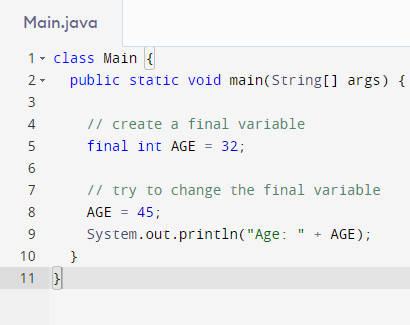 Main.java
1 class Main {
2 public static void main(String[] args) {
3
4 // create a final variable
5 final int AGE = 32;
6
7 // try to change the final variable
8 AGE = 45;
9 System.out.println("Age: " + AGE);
10 }
11 }